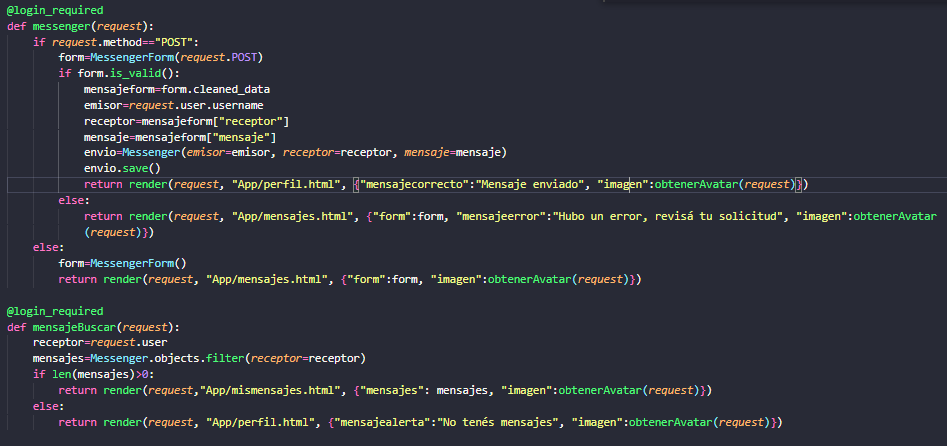 @login_required
def messenger(request):
    if request.method=="POST":
        form=MessengerForm(request.POST)
        if form.is_valid():
            mensajeform=form.cleaned_data
            emisor=request.user.username
            receptor=mensajeform["receptor"]
            mensaje=mensajeform["mensaje"]
            envio=Messenger(emisor=emisor, receptor=receptor, mensaje=mensaje)
            envio.save()
            return render(request, "App/perfil.html", {"mensajecorrecto":"Mensaje enviado", "imagen":obtenerAvatar(request)})
        else:
            return render(request, "App/mensajes.html", {"form":form, "mensajeerror":"Hubo un error, revisá tu solicitud", "imagen":obtenerAvatar
            (request)})
    else:
        form=MessengerForm()
        return render(request, "App/mensajes.html", {"form":form, "imagen":obtenerAvatar(request)})

@login_required
def mensajeBuscar(request):
    receptor=request.user
    mensajes=Messenger.objects.filter(receptor=receptor)
    if len(mensajes)>0:
        return render(request,"App/mismensajes.html", {"mensajes": mensajes, "imagen":obtenerAvatar(request)})
    else:
        return render(request, "App/perfil.html", {"mensajealerta":"No tenés mensajes", "imagen":obtenerAvatar(request)})